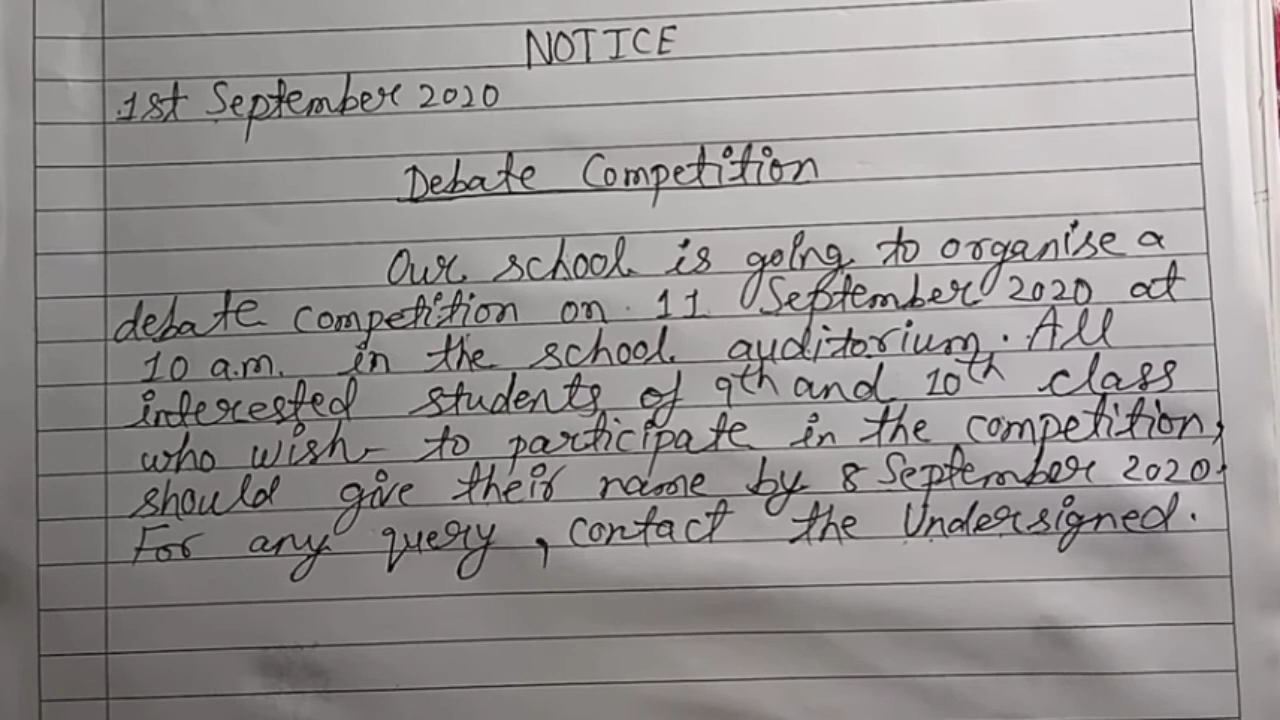 NOTICE
1st September 2020
Debate Competition
Our school is going to organise a
debate competition on 11 September 2020 at
10 a.m. in the school auditorium. All
interested students of 9th and 10th class
who wish to participate in the competition,
should give their name by 8 September 2020.
For any query, contact the Undersigned.